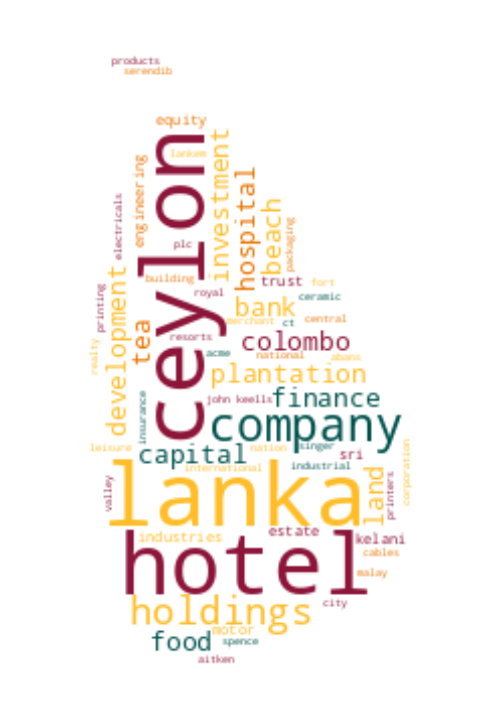 products
serendib
equity
lankem
ceylon
investment
engineering
hospital
beach
electricals
packaging
plc
building
trust
fort
royal
ceramic
printing
development
bank
merchant
ct
central
tea
resorts
colombo
realty
acme
national
abans
plantation
john keells
finance
insurance
company
leisure
capital
nation
singer
sri
international
industrial
corporation
valley
lanka
land
printers
industries
estate
kelani
hotel
cables
malay
holdings
city
motor
food
spence
aitken